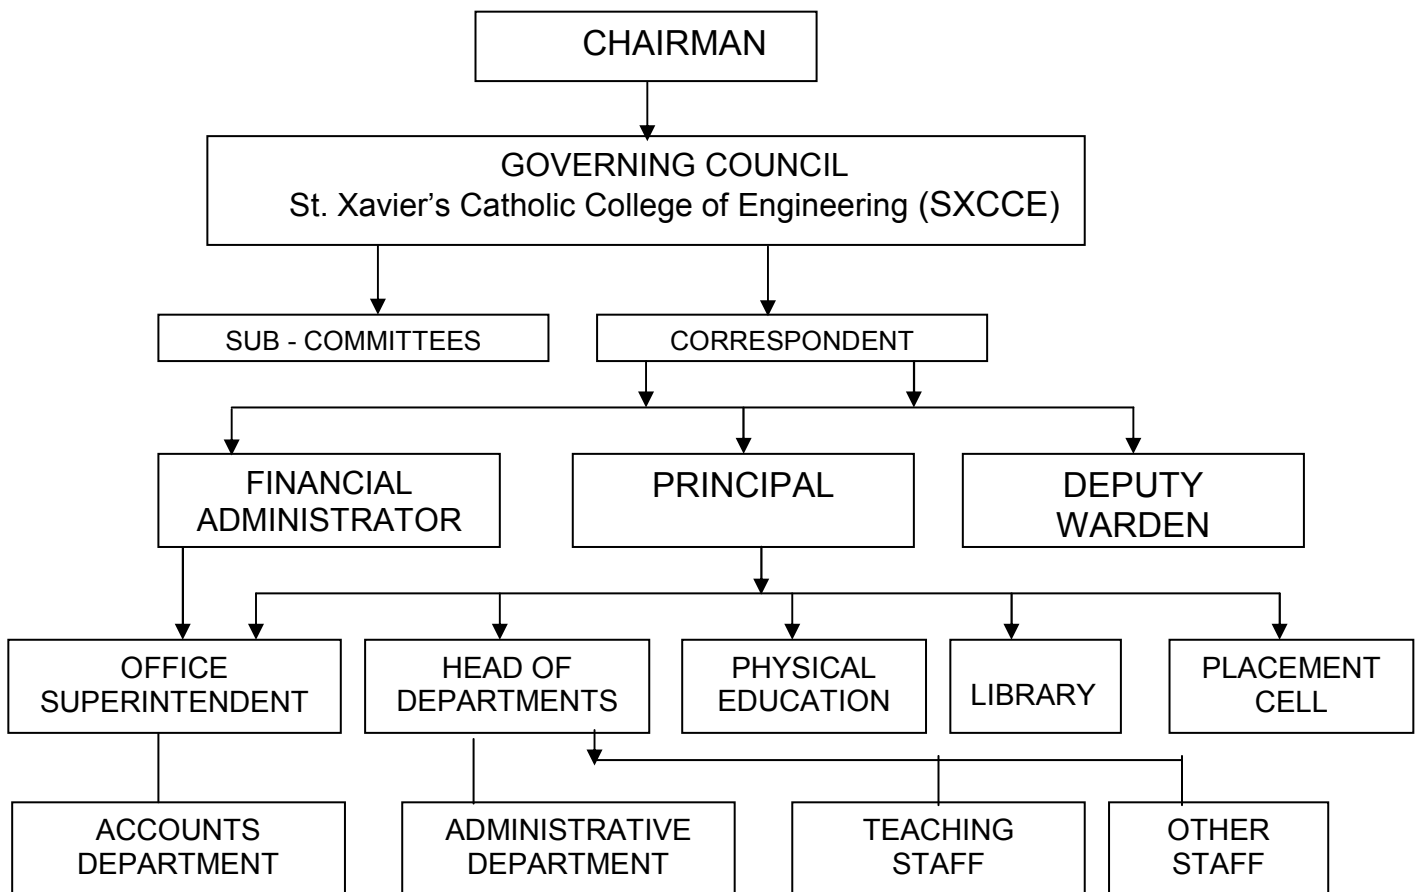 CHAIRMAN
GOVERNING COUNCIL
St. Xavier’s Catholic College of Engineering (SXCCE)
SUB - COMMITTEES
CORRESPONDENT
FINANCIAL
ADMINISTRATOR
PRINCIPAL
DEPUTY
WARDEN
OFFICE
SUPERINTENDENT
HEAD OF
DEPARTMENTS
PHYSICAL
EDUCATION
LIBRARY
PLACEMENT
CELL
ACCOUNTS
DEPARTMENT
ADMINISTRATIVE
DEPARTMENT
TEACHING
STAFF
OTHER
STAFF